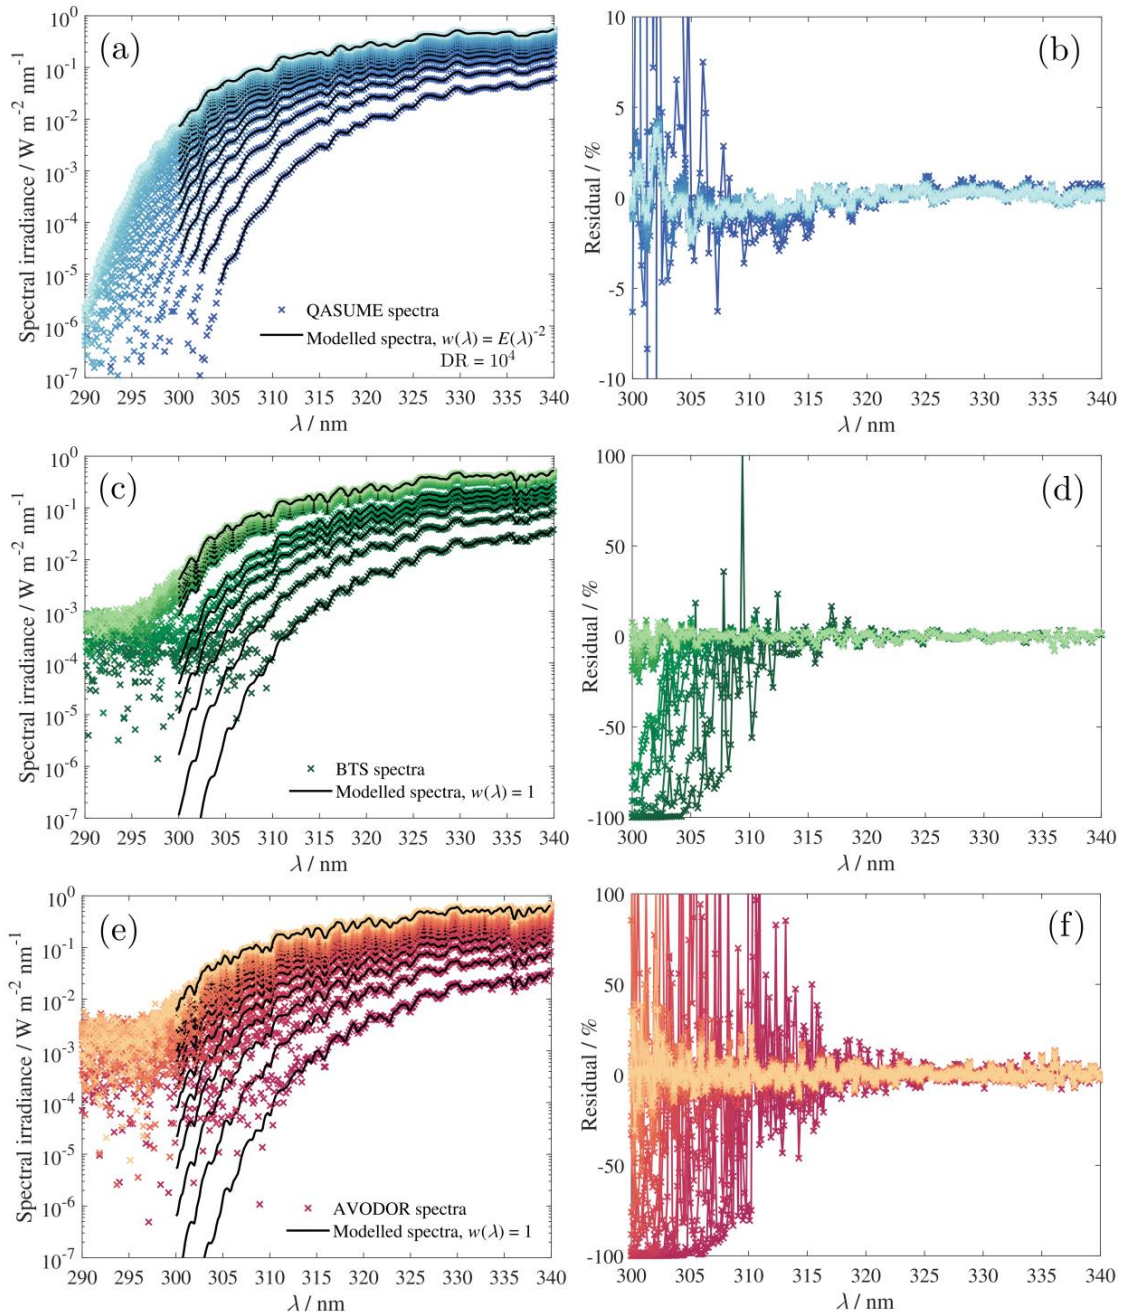 (a)
Spectral irradiance / W m⁻² nm⁻¹
10⁰
10⁻¹
10⁻²
10⁻³
10⁻⁴
10⁻⁵
10⁻⁶
10⁻⁷
QASUME spectra
Modelled spectra, w(λ) = E(λ)⁻²
DR = 10⁴
290 295 300 305 310 315 320 325 330 335 340
λ / nm
(b)
Residual / %
10
5
0
-5
-10
300 305 310 315 320 325 330 335 340
λ / nm
(c)
Spectral irradiance / W m⁻² nm⁻¹
10⁰
10⁻¹
10⁻²
10⁻³
10⁻⁴
10⁻⁵
10⁻⁶
10⁻⁷
BTS spectra
Modelled spectra, w(λ) = 1
290 295 300 305 310 315 320 325 330 335 340
λ / nm
(d)
Residual / %
100
50
0
-50
-100
300 305 310 315 320 325 330 335 340
λ / nm
(e)
Spectral irradiance / W m⁻² nm⁻¹
10⁰
10⁻¹
10⁻²
10⁻³
10⁻⁴
10⁻⁵
10⁻⁶
10⁻⁷
AVODOR spectra
Modelled spectra, w(λ) = 1
290 295 300 305 310 315 320 325 330 335 340
λ / nm
(f)
Residual / %
100
50
0
-50
-100
300 305 310 315 320 325 330 335 340
λ / nm